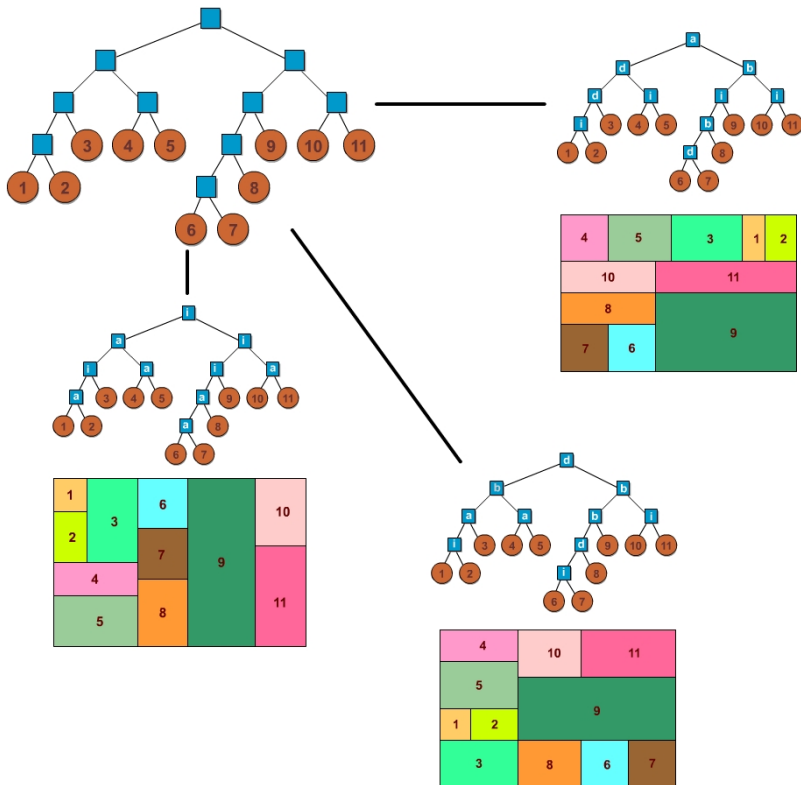 a
d b
d i i i
3 4 5 1 2 i 3 4 5 b 9 10 11
9 10 11
1 2 8 1 2 d 8
6 7 6 7
4 5 3 1 2
10 11
8
9
7 6
i
a i
i a i a
a 3 4 5 a 9 10 11
1 2 a 8
6 7
d
b b
a a b i
i 3 4 5 d 9 10 11
1 2 i 8
6 7
1 3 6 9 10
2 7
4 8 11
5
4 10 11
5
9
1 2
3 8 6 7